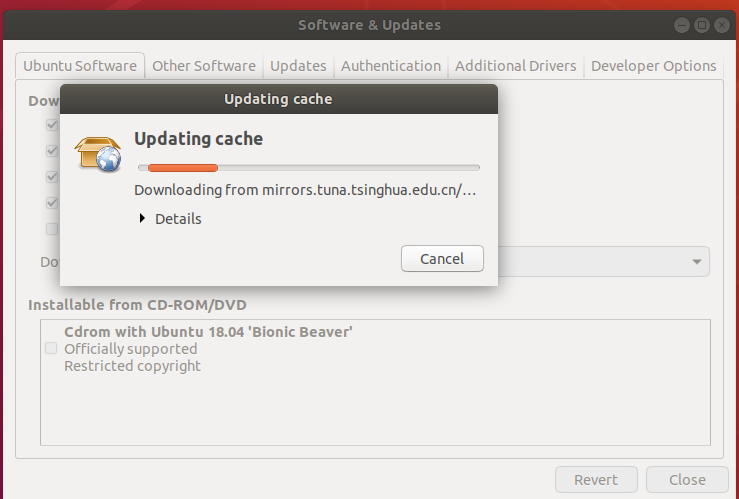 Software & Updates
Ubuntu Software
Other Software
Updates
Authentication
Additional Drivers
Developer Options
Updating cache
Updating cache
Downloading from mirrors.tuna.tsinghua.edu.cn/…
Details
Cancel
Installable from CD-ROM/DVD
Cdrom with Ubuntu 18.04 'Bionic Beaver'
Officially supported
Restricted copyright
Revert
Close